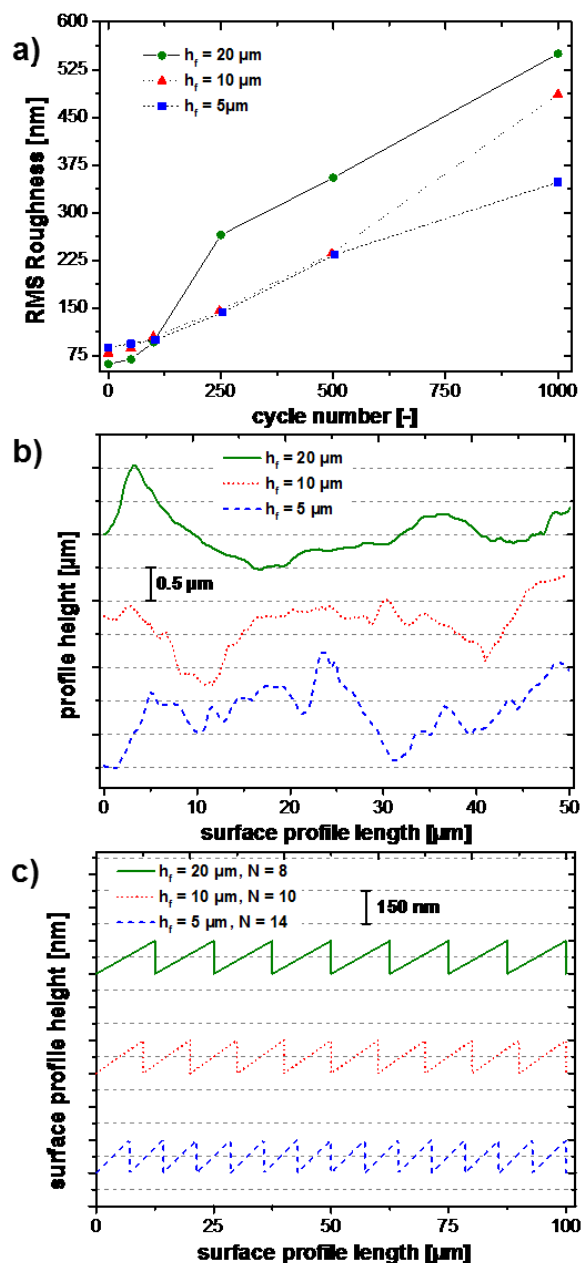 a)
600
525
450
375
300
225
150
75
RMS Roughness [nm]
h_f = 20 µm
h_f = 10 µm
h_f = 5µm
0 250 500 750 1000
cycle number [-]
b)
profile height [µm]
h_f = 20 µm
h_f = 10 µm
h_f = 5 µm
0.5 µm
0 10 20 30 40 50
surface profile length [µm]
c)
surface profile height [nm]
h_f = 20 µm, N = 8
h_f = 10 µm, N = 10
h_f = 5 µm, N = 14
150 nm
0 25 50 75 100
surface profile length [µm]